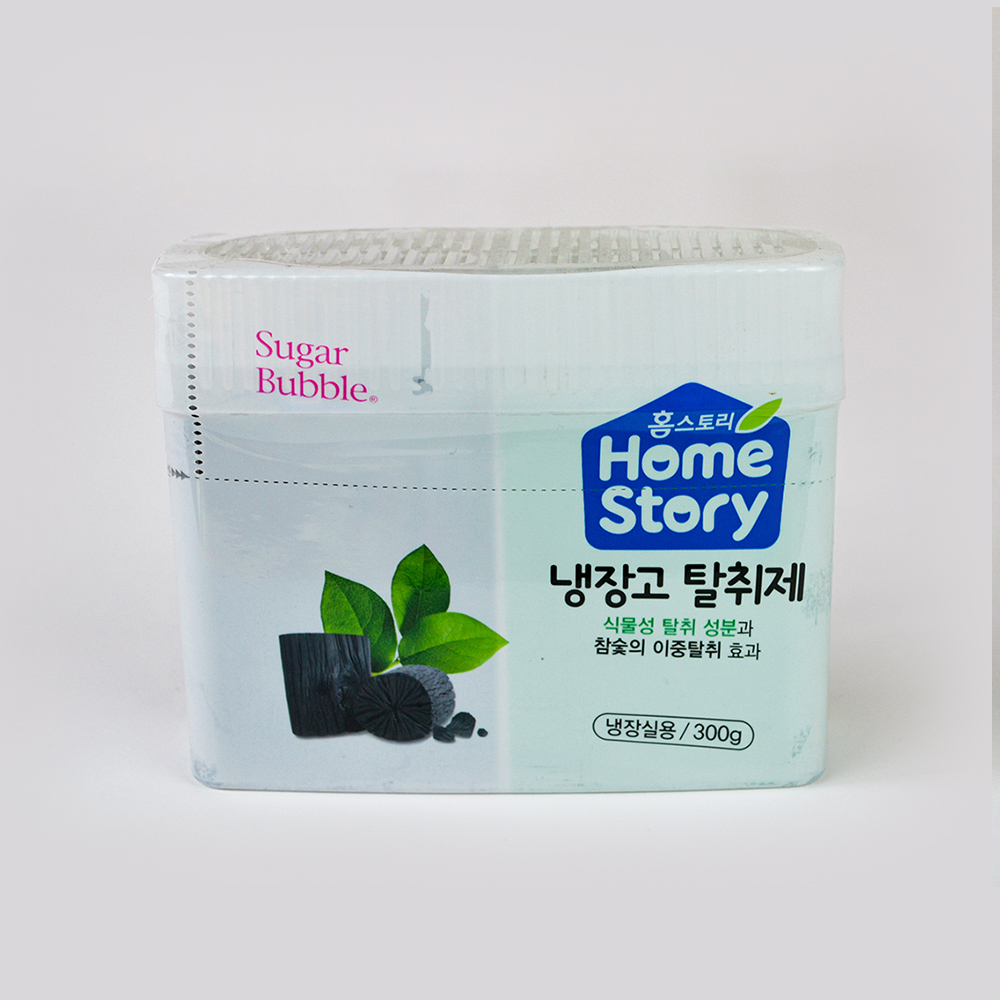 Sugar
Bubble®
홈스토리
Home
Story
냉장고 탈취제
식물성 탈취 성분과
참숯의 이중탈취 효과
냉장실용 / 300g